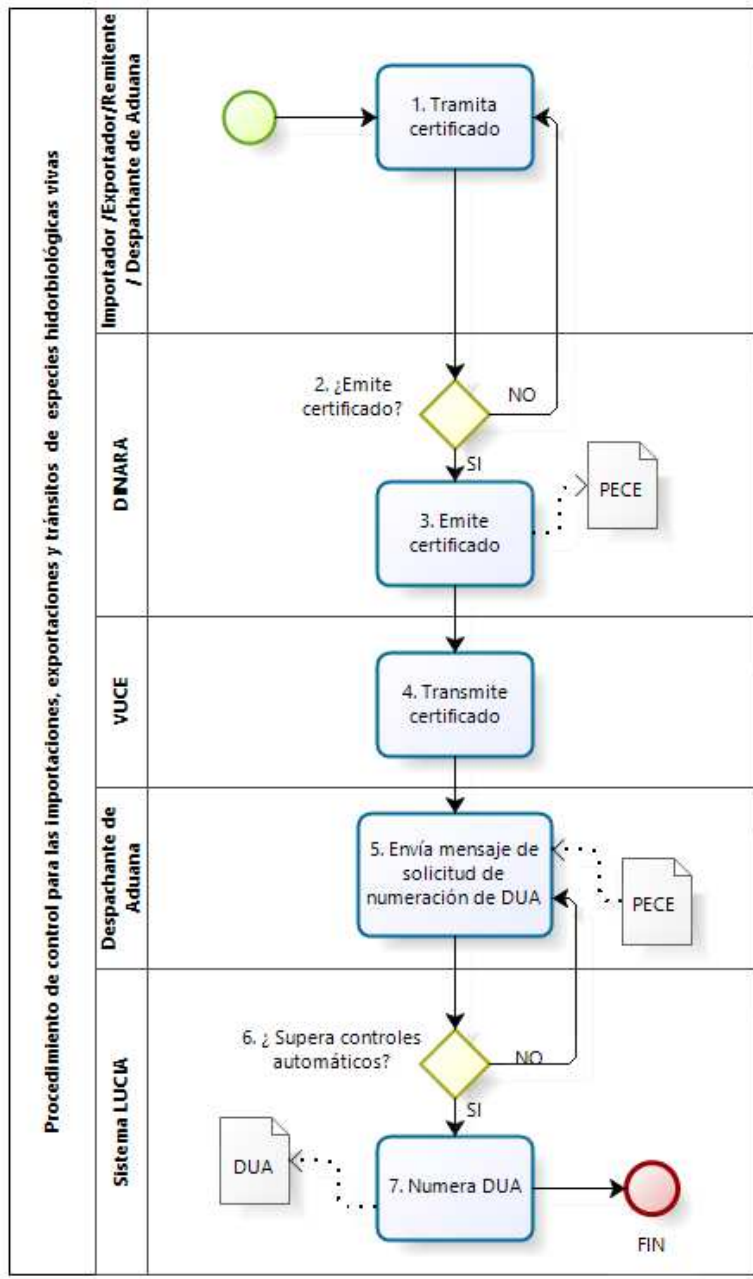 Procedimiento de control para las importaciones, exportaciones y tránsitos de especies hidorbiológicas vivas
Importador /Exportador/Remitente
/ Despachante de Aduana
1. Tramita
certificado
DINARA
2. ¿Emite
certificado?
NO
SI
3. Emite
certificado
PECE
VUCE
4. Transmite
certificado
Despachante de
Aduana
5. Envía mensaje de
solicitud de
numeración de DUA
PECE
Sistema LUCIA
6. ¿ Supera controles
automáticos?
NO
SI
DUA
7. Numera DUA
FIN